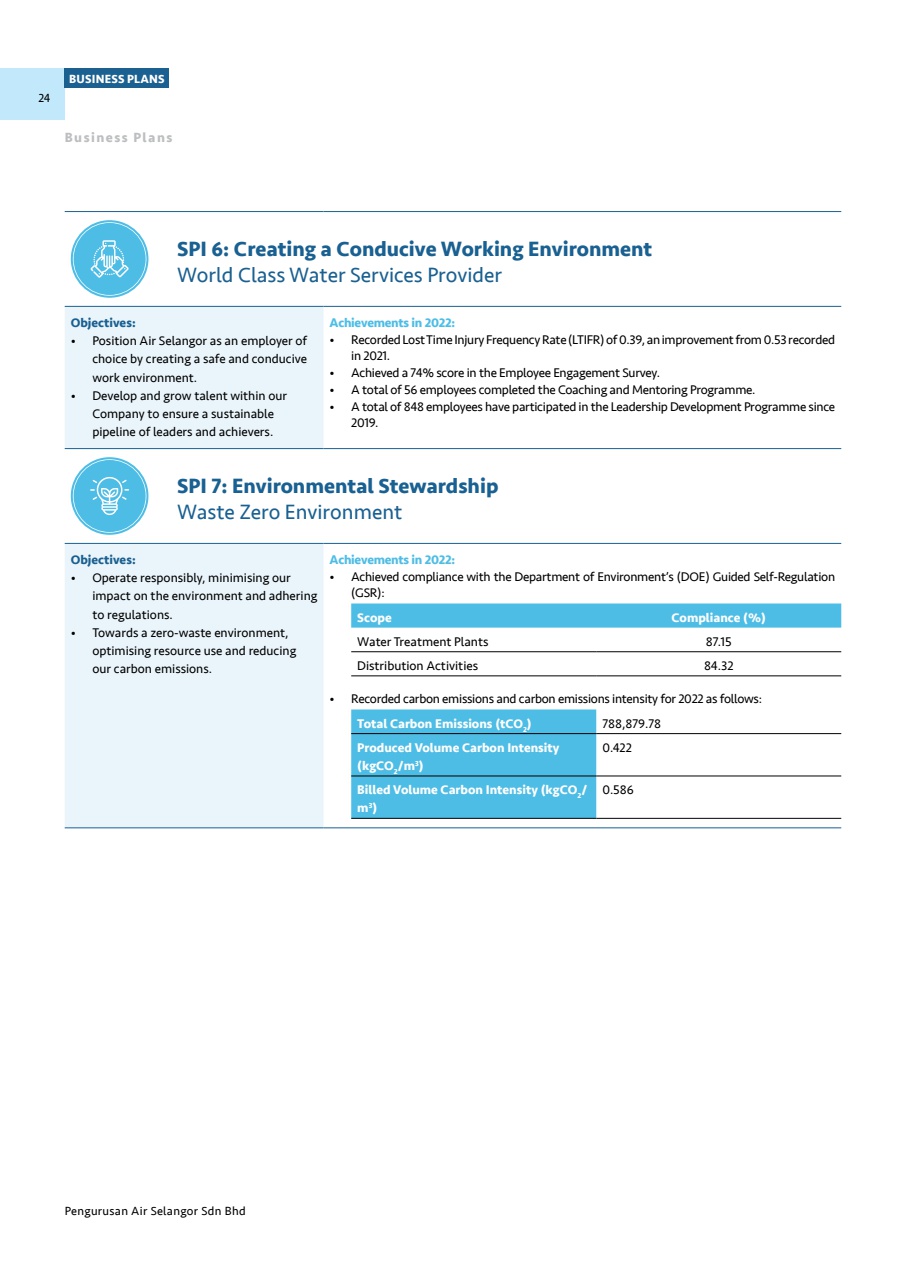 BUSINESS PLANS
24
Business Plans
SPI 6: Creating a Conducive Working Environment
World Class Water Services Provider
Objectives:
• Position Air Selangor as an employer of
choice by creating a safe and conducive
work environment.
• Develop and grow talent within our
Company to ensure a sustainable
pipeline of leaders and achievers.
Achievements in 2022:
• Recorded Lost Time Injury Frequency Rate (LTIFR) of 0.39, an improvement from 0.53 recorded
in 2021.
• Achieved a 74% score in the Employee Engagement Survey.
• A total of 56 employees completed the Coaching and Mentoring Programme.
• A total of 848 employees have participated in the Leadership Development Programme since
2019.
SPI 7: Environmental Stewardship
Waste Zero Environment
Objectives:
• Operate responsibly, minimising our
impact on the environment and adhering
to regulations.
• Towards a zero-waste environment,
optimising resource use and reducing
our carbon emissions.
Achievements in 2022:
• Achieved compliance with the Department of Environment’s (DOE) Guided Self-Regulation
(GSR):
Scope Compliance (%)
Water Treatment Plants 87.15
Distribution Activities 84.32
• Recorded carbon emissions and carbon emissions intensity for 2022 as follows:
Total Carbon Emissions (tCO₂) 788,879.78
Produced Volume Carbon Intensity 0.422
(kgCO₂/m³)
Billed Volume Carbon Intensity (kgCO₂/ 0.586
m³)
Pengurusan Air Selangor Sdn Bhd